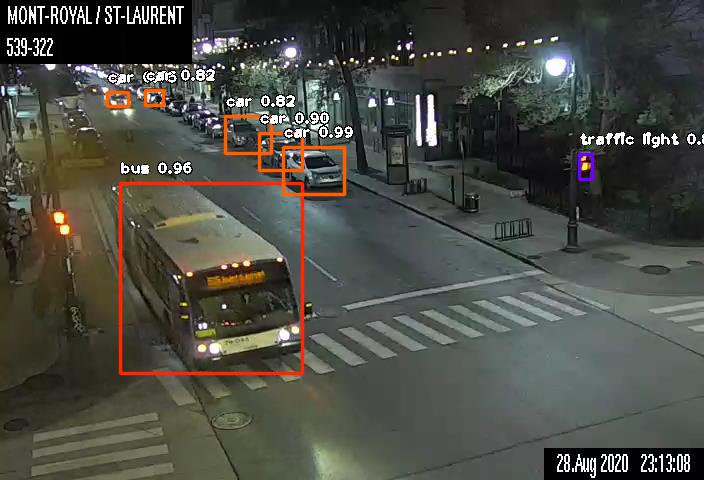 MONT-ROYAL / ST-LAURENT
539-322
car 0.82
car 0.82
car 0.90
car 0.99
traffic light 0.8
bus 0.96
28.Aug 2020 23:13:08